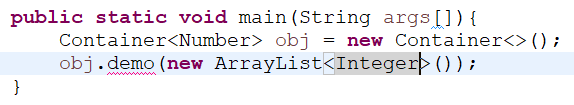 public static void main(String args[]){
Container<Number> obj = new Container<>();
obj.demo(new ArrayList<Integer>());
}